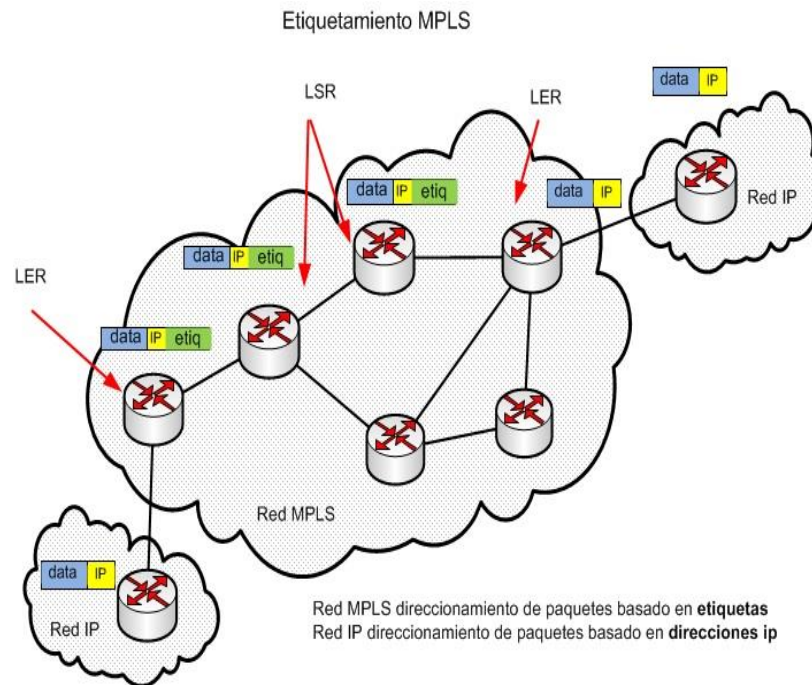 Etiquetamiento MPLS
data IP
LSR
LER
data IP etiq
data IP
Red IP
data IP etiq
LER
data IP etiq
Red MPLS
data IP
Red IP
Red MPLS direccionamiento de paquetes basado en etiquetas
Red IP direccionamiento de paquetes basado en direcciones ip